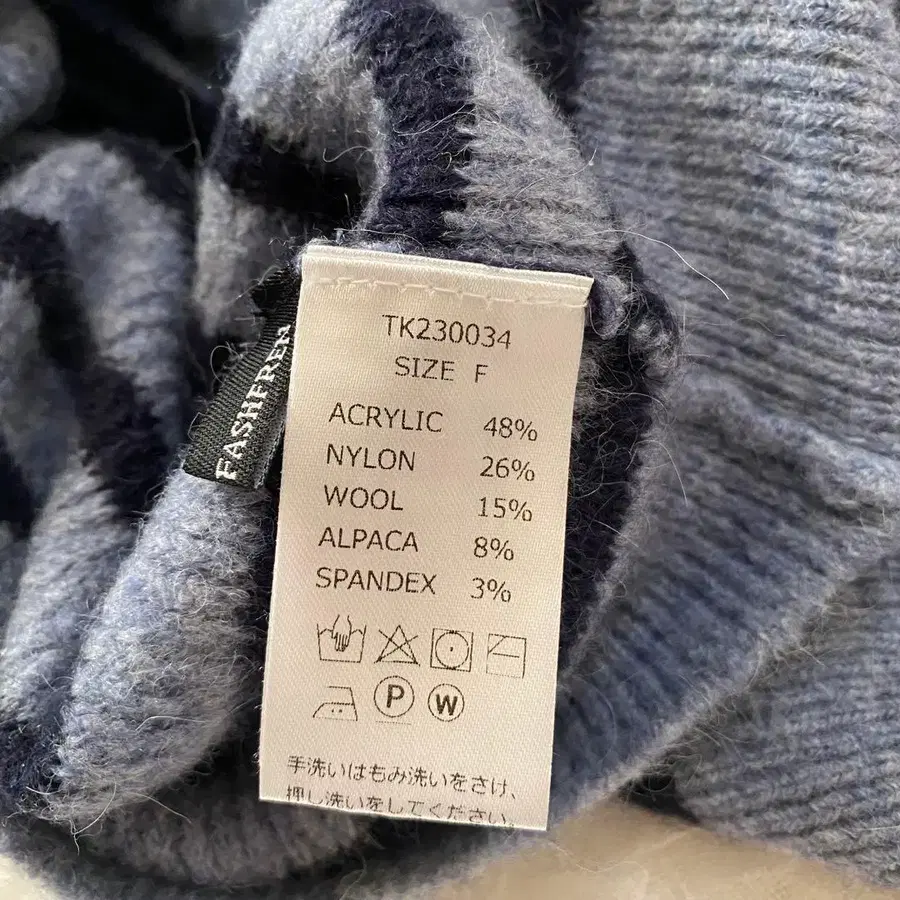 TK230034
SIZE F
ACRYLIC 48%
NYLON 26%
WOOL 15%
ALPACA 8%
SPANDEX 3%
P W
手洗いはもみ洗いをさけ、
押し洗いをしてください。